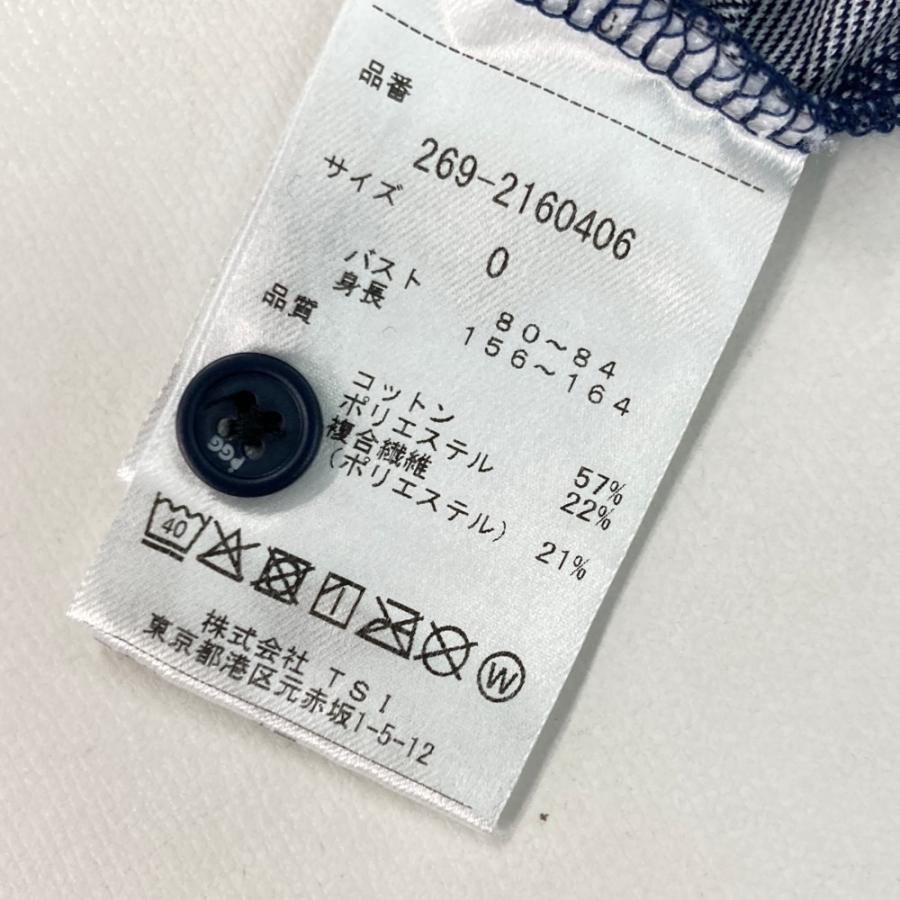 品番
269-2160406
サイズ
0
バスト 80～84
身長 156～164
品質
コットン 57%
ポリエステル 22%
複合繊維
(ポリエステル) 21%
40
W
株式会社 TSI
東京都港区元赤坂1-5-12